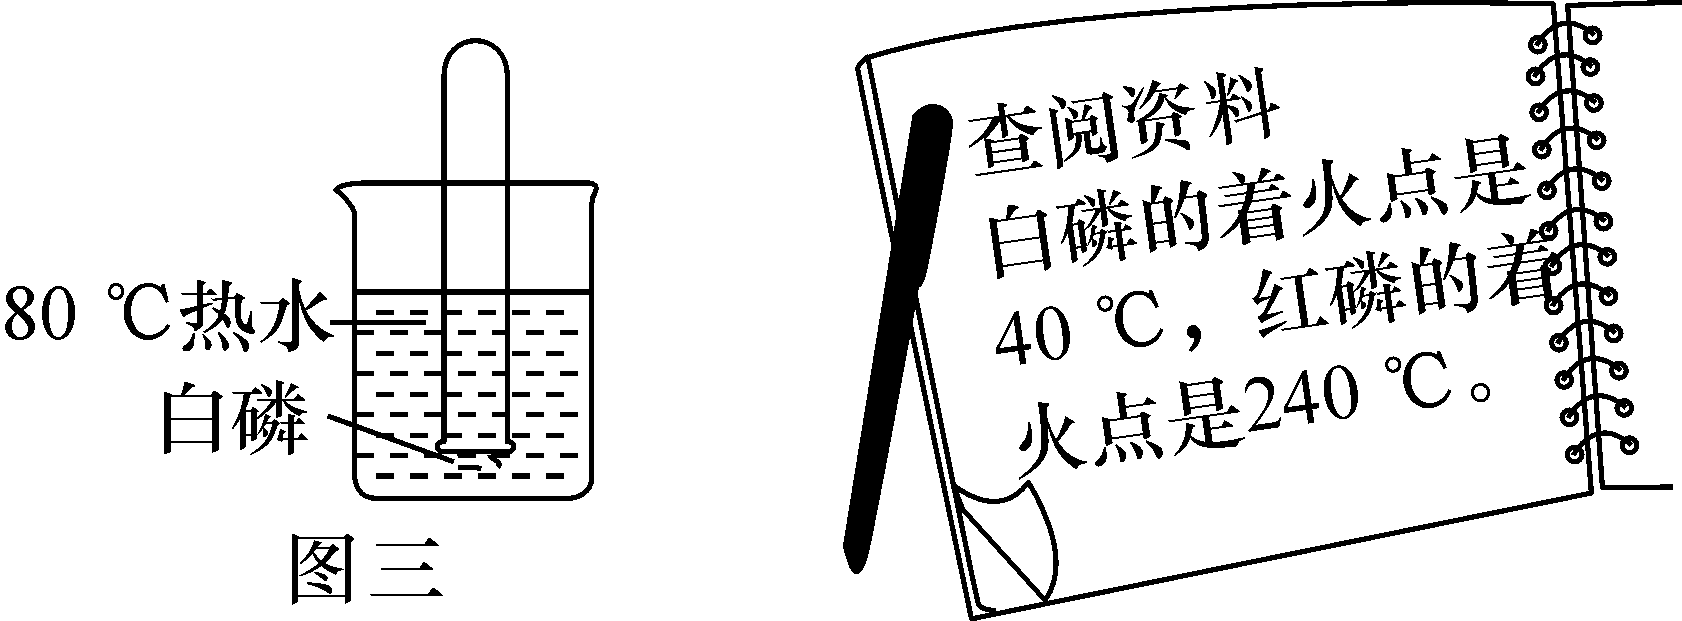 80 ℃热水
白磷
图三
查阅资料
白磷的着火点是
40 ℃，红磷的着
火点是240 ℃。